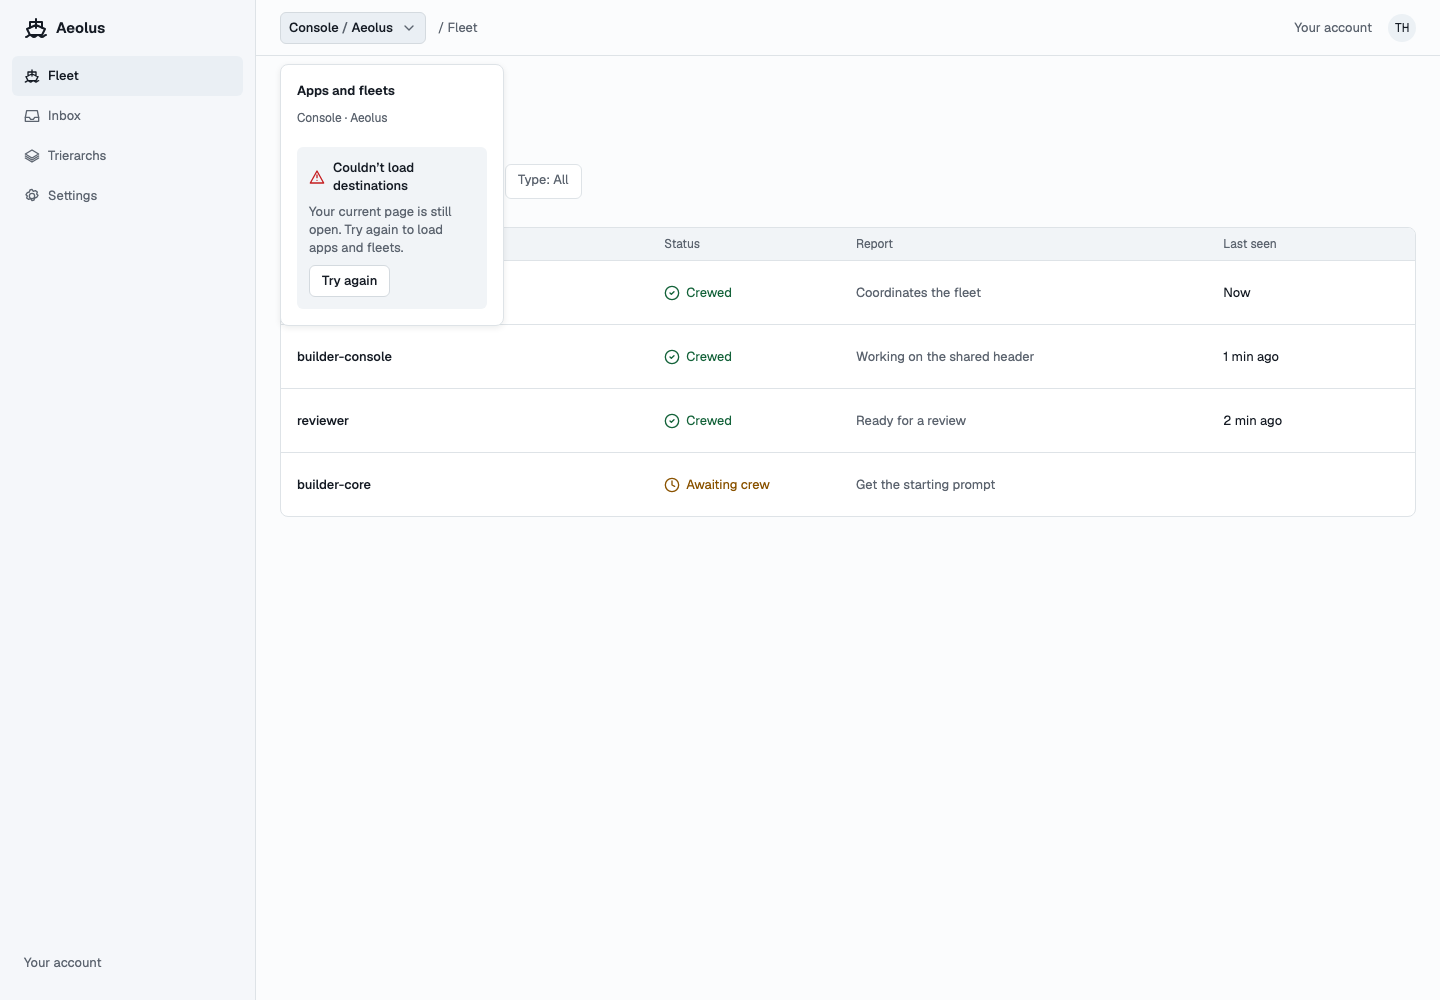 Aeolus
Console / Aeolus
/ Fleet
Your account
TH
Fleet
Inbox
Trierarchs
Settings
Apps and fleets
Console · Aeolus
Couldn’t load
destinations
Your current page is still
open. Try again to load
apps and fleets.
Try again
Type: All
Status
Report
Last seen
Crewed
Coordinates the fleet
Now
builder-console
Crewed
Working on the shared header
1 min ago
reviewer
Crewed
Ready for a review
2 min ago
builder-core
Awaiting crew
Get the starting prompt
Your account